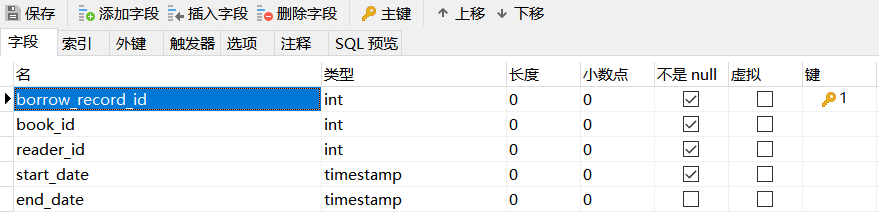 保存 添加字段 插入字段 删除字段 主键 上移 下移
字段 索引 外键 触发器 选项 注释 SQL 预览
名 类型 长度 小数点 不是 null 虚拟 键
borrow_record_id int 0 0 1
book_id int 0 0
reader_id int 0 0
start_date timestamp 0 0
end_date timestamp 0 0